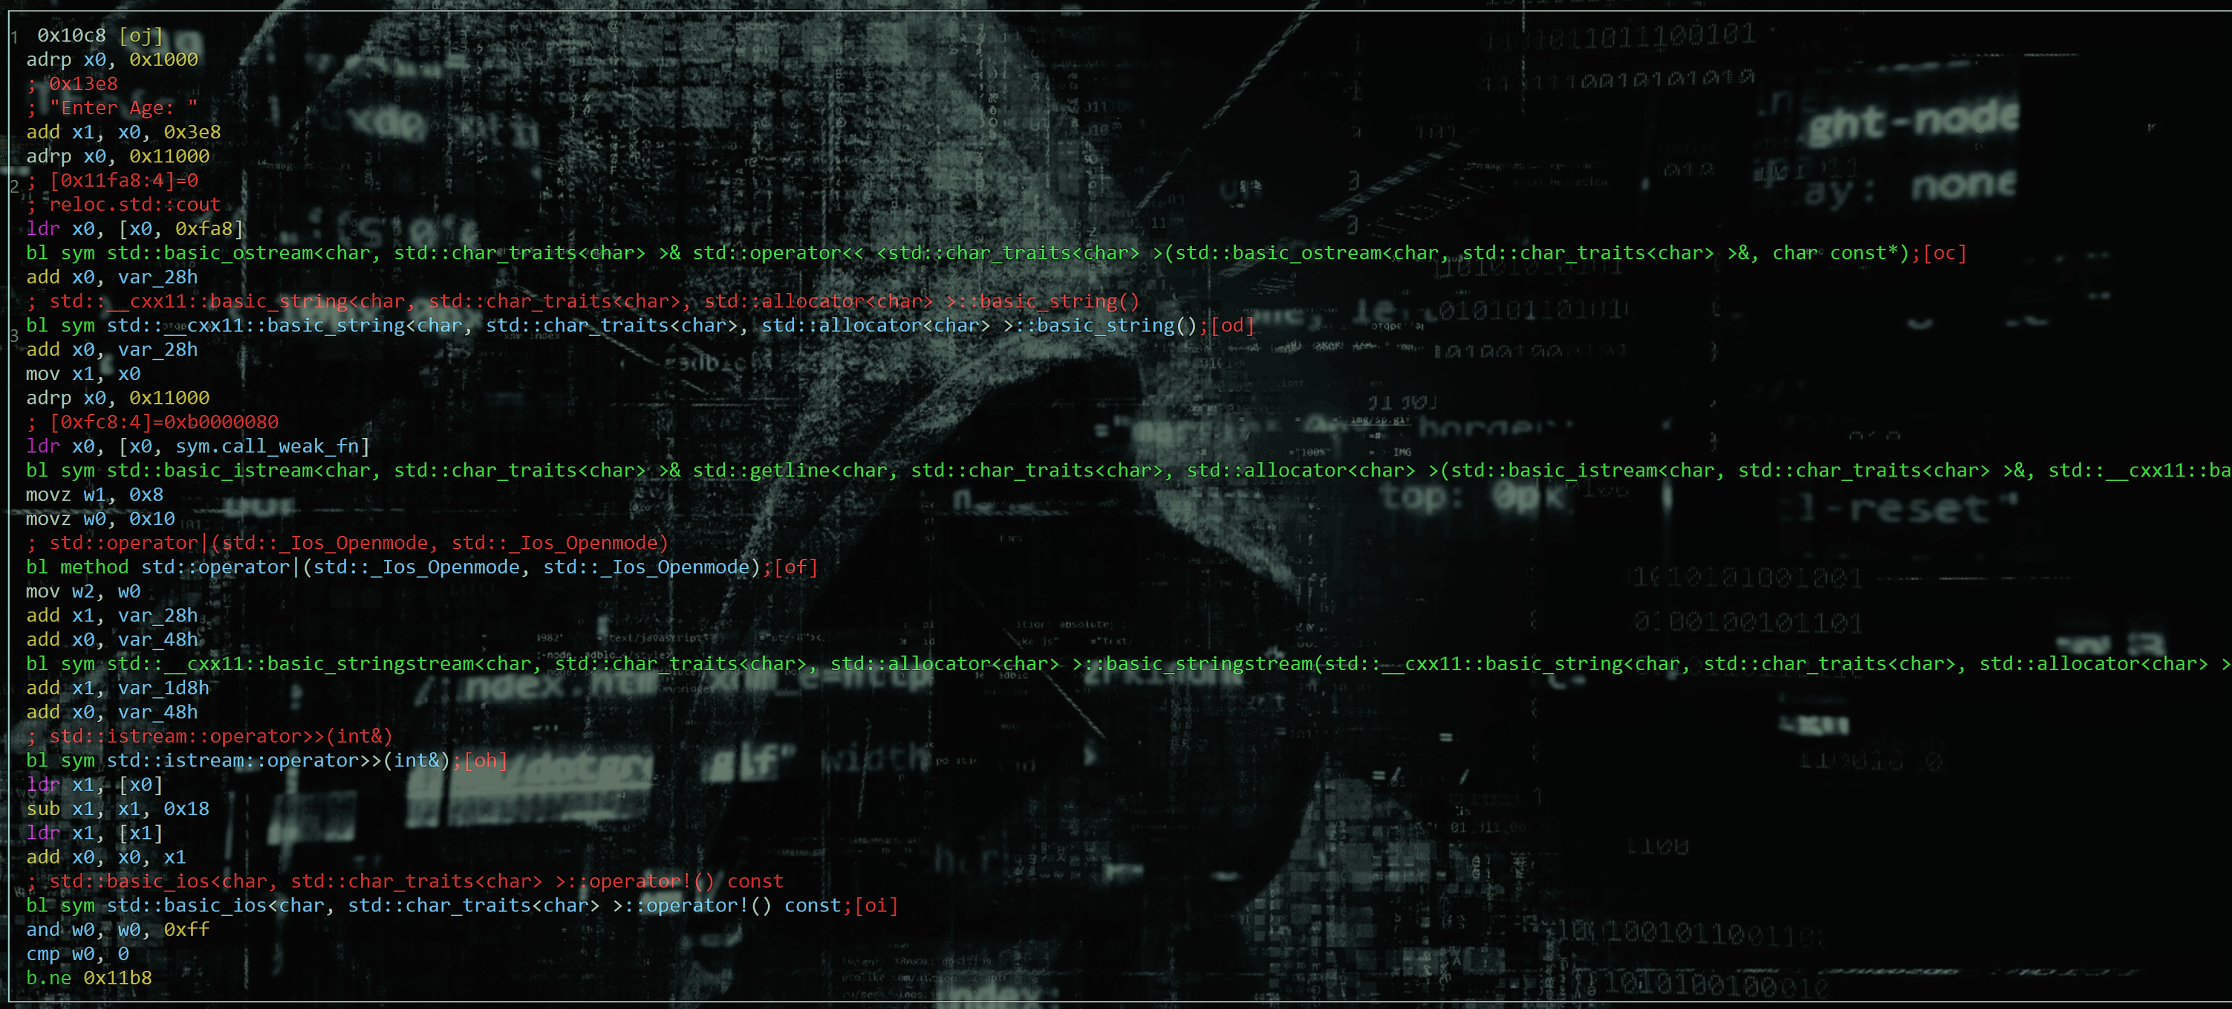 0x10c8 [oj]
adrp x0, 0x1000
; 0x13e8
; "Enter Age: "
add x1, x0, 0x3e8
adrp x0, 0x11000
; [0x11fa8:4]=0
; reloc.std::cout
ldr x0, [x0, 0xfa8]
bl sym std::basic_ostream<char, std::char_traits<char> >& std::operator<< <std::char_traits<char> >(std::basic_ostream<char, std::char_traits<char> >&, char const*);[oc]
add x0, var_28h
; std::__cxx11::basic_string<char, std::char_traits<char>, std::allocator<char> >::basic_string()
bl sym std::__cxx11::basic_string<char, std::char_traits<char>, std::allocator<char> >::basic_string();[od]
add x0, var_28h
mov x1, x0
adrp x0, 0x11000
; [0xfc8:4]=0xb0000080
ldr x0, [x0, sym.call_weak_fn]
bl sym std::basic_istream<char, std::char_traits<char> >& std::getline<char, std::char_traits<char>, std::allocator<char> >(std::basic_istream<char, std::char_traits<char> >&, std::__cxx11::ba
movz w1, 0x8
movz w0, 0x10
; std::operator|(std::_Ios_Openmode, std::_Ios_Openmode)
bl method std::operator|(std::_Ios_Openmode, std::_Ios_Openmode);[of]
mov w2, w0
add x1, var_28h
add x0, var_48h
bl sym std::__cxx11::basic_stringstream<char, std::char_traits<char>, std::allocator<char> >::basic_stringstream(std::__cxx11::basic_string<char, std::char_traits<char>, std::allocator<char> >
add x1, var_1d8h
add x0, var_48h
; std::istream::operator>>(int&)
bl sym std::istream::operator>>(int&);[oh]
ldr x1, [x0]
sub x1, x1, 0x18
ldr x1, [x1]
add x0, x0, x1
; std::basic_ios<char, std::char_traits<char> >::operator!() const
bl sym std::basic_ios<char, std::char_traits<char> >::operator!() const;[oi]
and w0, w0, 0xff
cmp w0, 0
b.ne 0x11b8
ght-node
ay: none
top: 0px
l-reset"